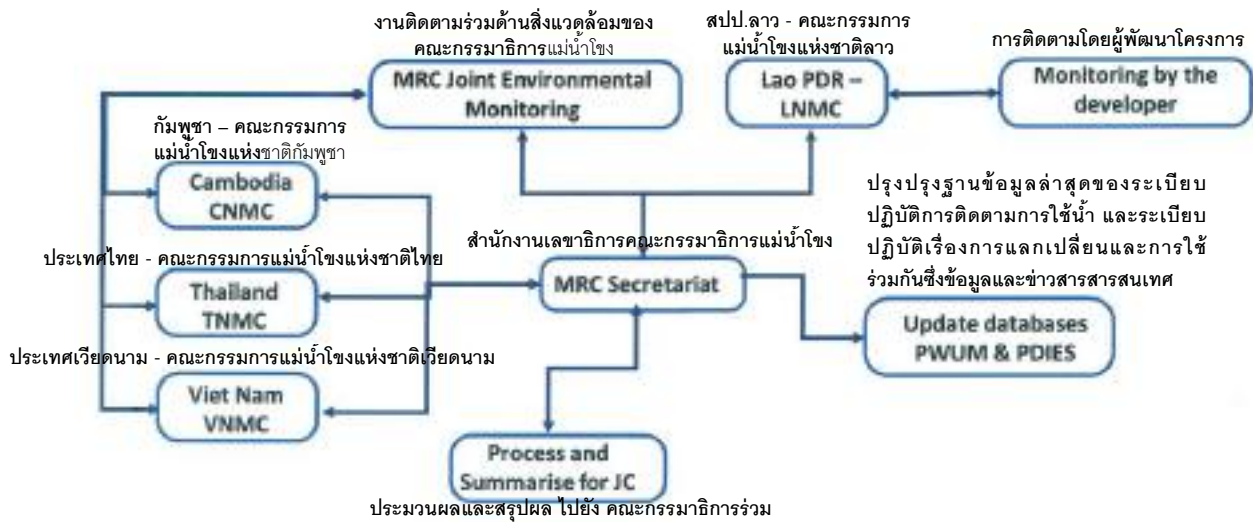 งานติดตามร่วมด้านสิ่งแวดล้อมของ
คณะกรรมาธิการแม่น้ำโขง
MRC Joint Environmental
Monitoring
สปป.ลาว - คณะกรรมการ
แม่น้ำโขงแห่งชาติลาว
Lao PDR –
LNMC
การติดตามโดยผู้พัฒนาโครงการ
Monitoring by the
developer
กัมพูชา – คณะกรรมการ
แม่น้ำโขงแห่งชาติกัมพูชา
Cambodia
CNMC
ปรุงปรุงฐานข้อมูลล่าสุดของระเบียบ
ปฏิบัติการติดตามการใช้น้ำ และระเบียบ
ปฏิบัติเรื่องการแลกเปลี่ยนและการใช้
ร่วมกันซึ่งข้อมูลและข่าวสารสารสนเทศ
สำนักงานเลขาธิการคณะกรรมาธิการแม่น้ำโขง
MRC Secretariat
ประเทศไทย - คณะกรรมการแม่น้ำโขงแห่งชาติไทย
Thailand
TNMC
Update databases
PWUM & PDIES
ประเทศเวียดนาม - คณะกรรมการแม่น้ำโขงแห่งชาติเวียดนาม
Viet Nam
VNMC
Process and
Summarise for JC
ประมวนผลและสรุปผล ไปยัง คณะกรรมาธิการร่วม